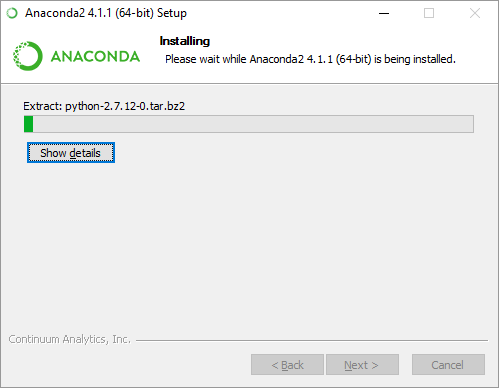 Anaconda2 4.1.1 (64-bit) Setup
ANACONDA
Installing
Please wait while Anaconda2 4.1.1 (64-bit) is being installed.
Extract: python-2.7.12-0.tar.bz2
Show details
Continuum Analytics, Inc.
< Back
Next >
Cancel